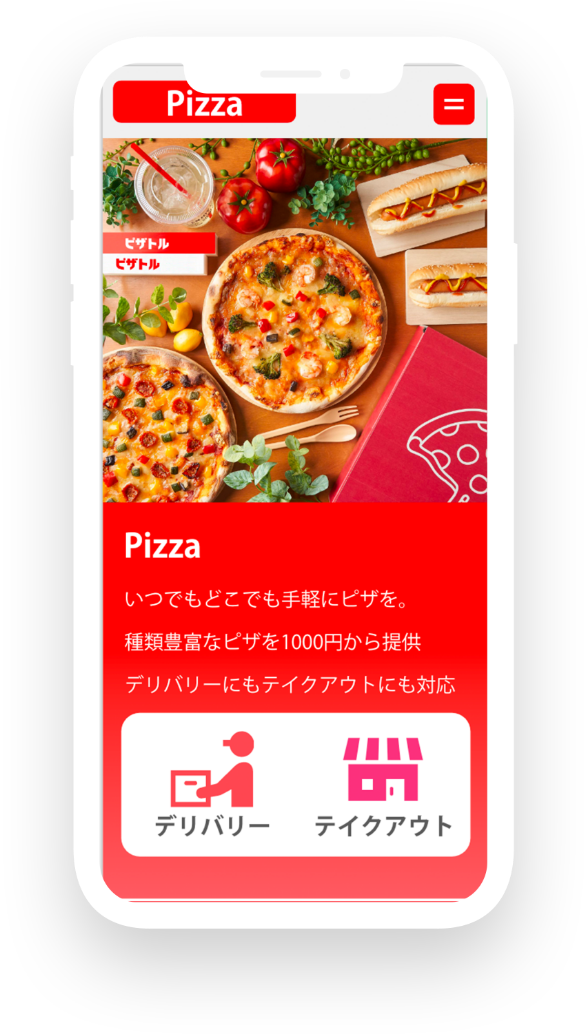 Pizza
ピザトル
ピザトル
Pizza
いつでもどこでも手軽にピザを。
種類豊富なピザを1000円から提供
デリバリーにもテイクアウトにも対応
デリバリー
テイクアウト